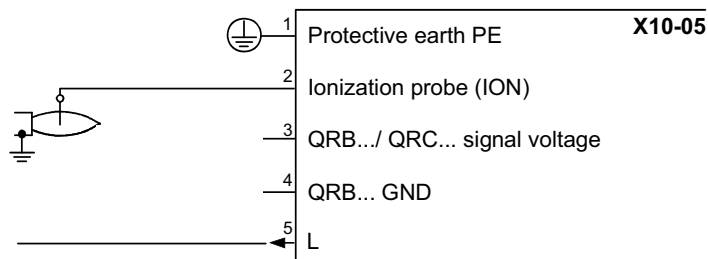 X10-05
1 Protective earth PE
2 Ionization probe (ION)
3 QRB.../ QRC... signal voltage
4 QRB... GND
5 L